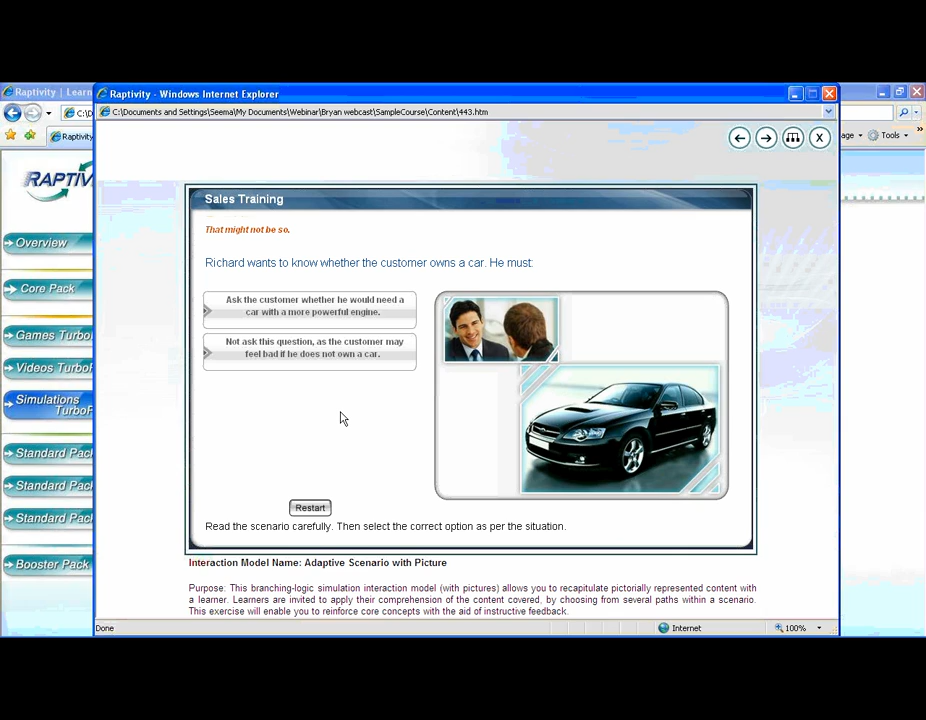 Raptivity | Learn
Raptivity - Windows Internet Explorer
C:\Documents and Settings\Seema\My Documents\Webinar\Bryan webcast\SampleCourse\Content\443.htm
C:\D
Raptivity
age
Tools
»
RAPTIV
X
Sales Training
That might not be so.
Richard wants to know whether the customer owns a car. He must:
Ask the customer whether he would need a
car with a more powerful engine.
Not ask this question, as the customer may
feel bad if he does not own a car.
Restart
Read the scenario carefully. Then select the correct option as per the situation.
Interaction Model Name: Adaptive Scenario with Picture
Purpose: This branching-logic simulation interaction model (with pictures) allows you to recapitulate pictorially represented content with
a learner. Learners are invited to apply their comprehension of the content covered, by choosing from several paths within a scenario.
This exercise will enable you to reinforce core concepts with the aid of instructive feedback.
Overview
Core Pack
Games Turbo
Videos TurboP
Simulations
TurboP
Standard Pac
Standard Pac
Standard Pac
Booster Pack
Done
Internet
100%